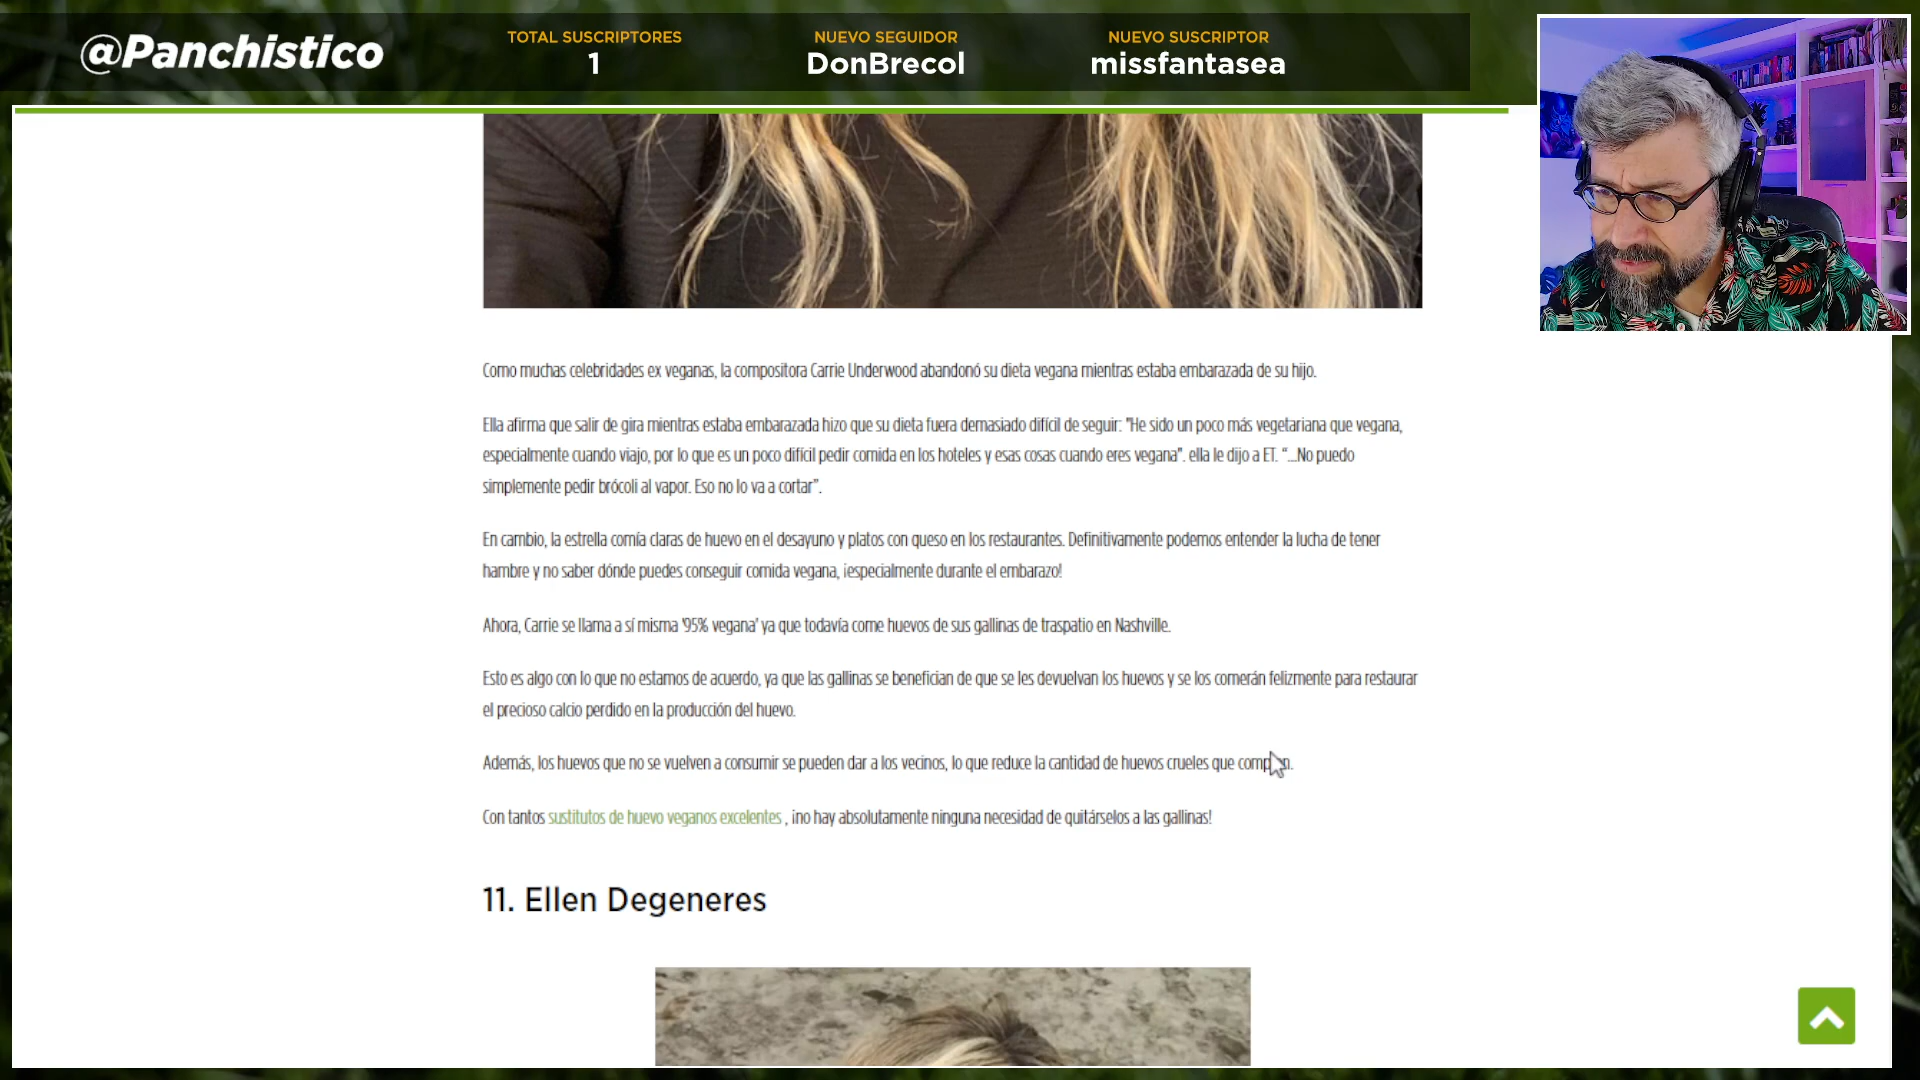 @Panchistico
TOTAL SUSCRIPTORES
1
NUEVO SEGUIDOR
DonBrecol
NUEVO SUSCRIPTOR
missfantasea
Como muchas celebridades ex veganas, la compositora Carrie Underwood abandonó su dieta vegana mientras estaba embarazada de su hijo.
Ella afirma que salir de gira mientras estaba embarazada hizo que su dieta fuera demasiado difícil de seguir: "He sido un poco más vegetariana que vegana,
especialmente cuando viajo, por lo que es un poco difícil pedir comida en los hoteles y esas cosas cuando eres vegana". ella le dijo a ET. “...No puedo
simplemente pedir brócoli al vapor. Eso no lo va a cortar”.
En cambio, la estrella comía claras de huevo en el desayuno y platos con queso en los restaurantes. Definitivamente podemos entender la lucha de tener
hambre y no saber dónde puedes conseguir comida vegana, ¡especialmente durante el embarazo!
Ahora, Carrie se llama a sí misma '95% vegana' ya que todavía come huevos de sus gallinas de traspatio en Nashville.
Esto es algo con lo que no estamos de acuerdo, ya que las gallinas se benefician de que se les devuelvan los huevos y se los comerán felizmente para restaurar
el precioso calcio perdido en la producción del huevo.
Además, los huevos que no se vuelven a consumir se pueden dar a los vecinos, lo que reduce la cantidad de huevos crueles que
Con tantos sustitutos de huevo veganos excelentes , ¡no hay absolutamente ninguna necesidad de quitárselos a las gallinas!
11. Ellen Degeneres